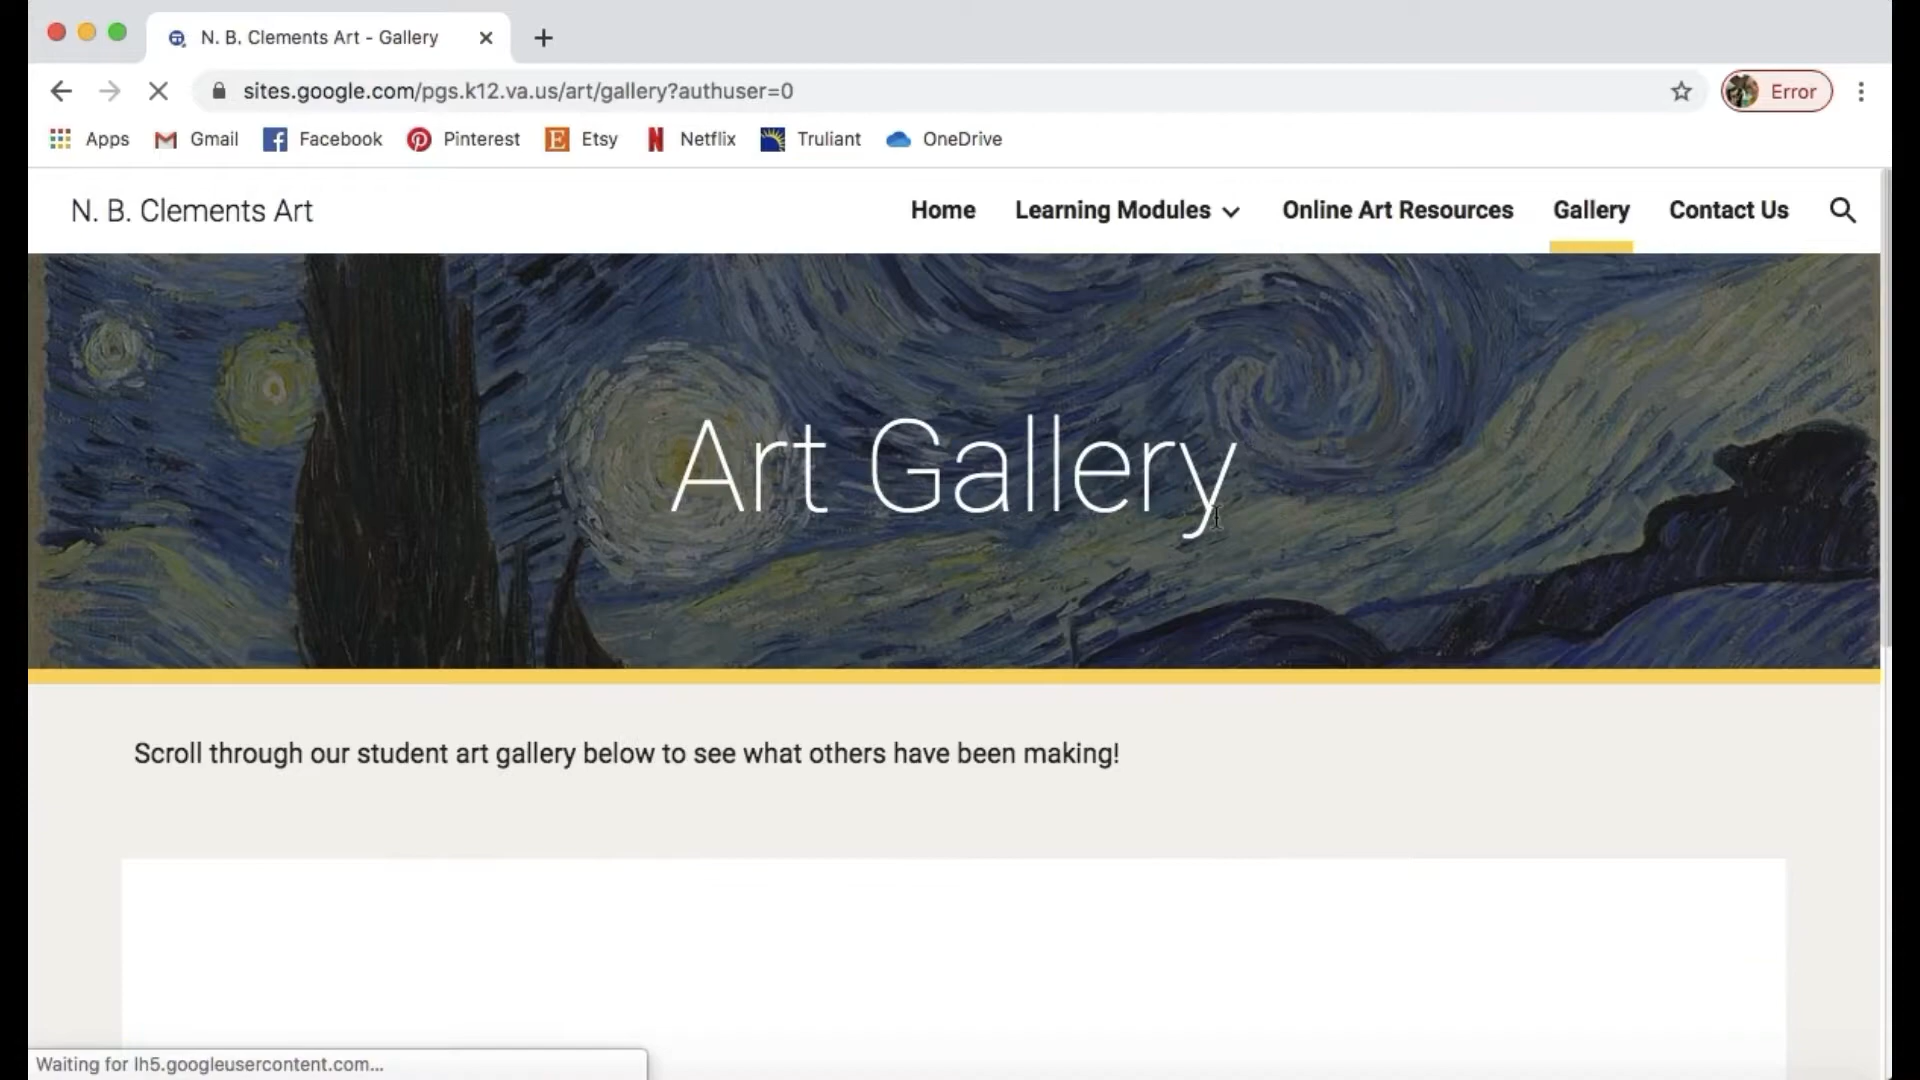 N. B. Clements Art - Gallery
sites.google.com/pgs.k12.va.us/art/gallery?authuser=0
Error
Apps Gmail Facebook Pinterest Etsy Netflix Truliant OneDrive
N. B. Clements Art
Home Learning Modules Online Art Resources Gallery Contact Us
Art Gallery
Scroll through our student art gallery below to see what others have been making!
Waiting for lh5.googleusercontent.com...